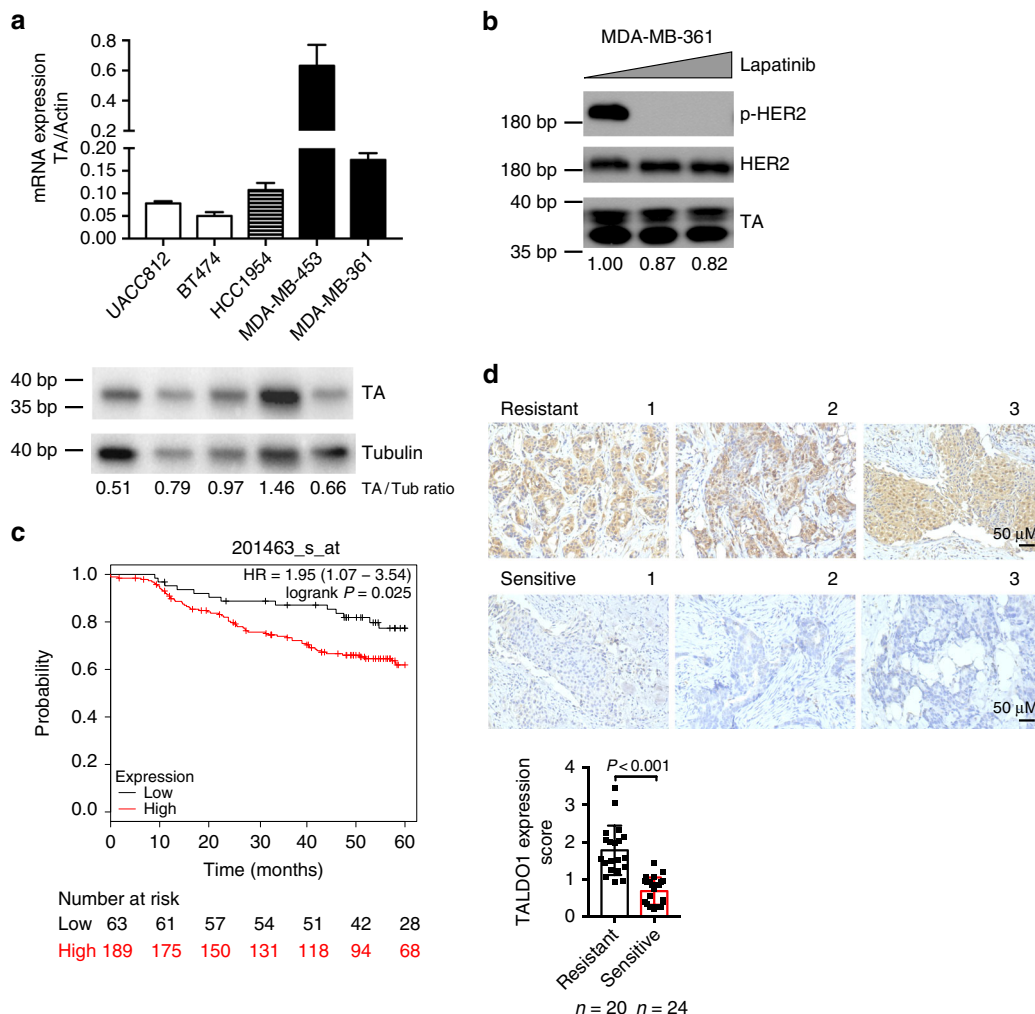 a
mRNA expression
TA/Actin
0.8
0.6
0.4
0.2
0.20
0.15
0.10
0.05
0.00
UACC812
BT474
HCC1954
MDA-MB-453
MDA-MB-361
40 bp
35 bp
TA
40 bp
Tubulin
0.51 0.79 0.97 1.46 0.66 TA/Tub ratio
b
MDA-MB-361
Lapatinib
180 bp
p-HER2
180 bp
HER2
40 bp
TA
35 bp
1.00 0.87 0.82
c
201463_s_at
HR = 1.95 (1.07 – 3.54)
logrank P = 0.025
Probability
1.0
0.8
0.6
0.4
0.2
0.0
Expression
Low
High
0 10 20 30 40 50 60
Time (months)
Number at risk
Low 63 61 57 54 51 42 28
High 189 175 150 131 118 94 68
d
Resistant 1 2 3
50 µM
Sensitive 1 2 3
50 µM
P < 0.001
TALDO1 expression
score
4
3
2
1
0
Resistant
Sensitive
n = 20 n = 24